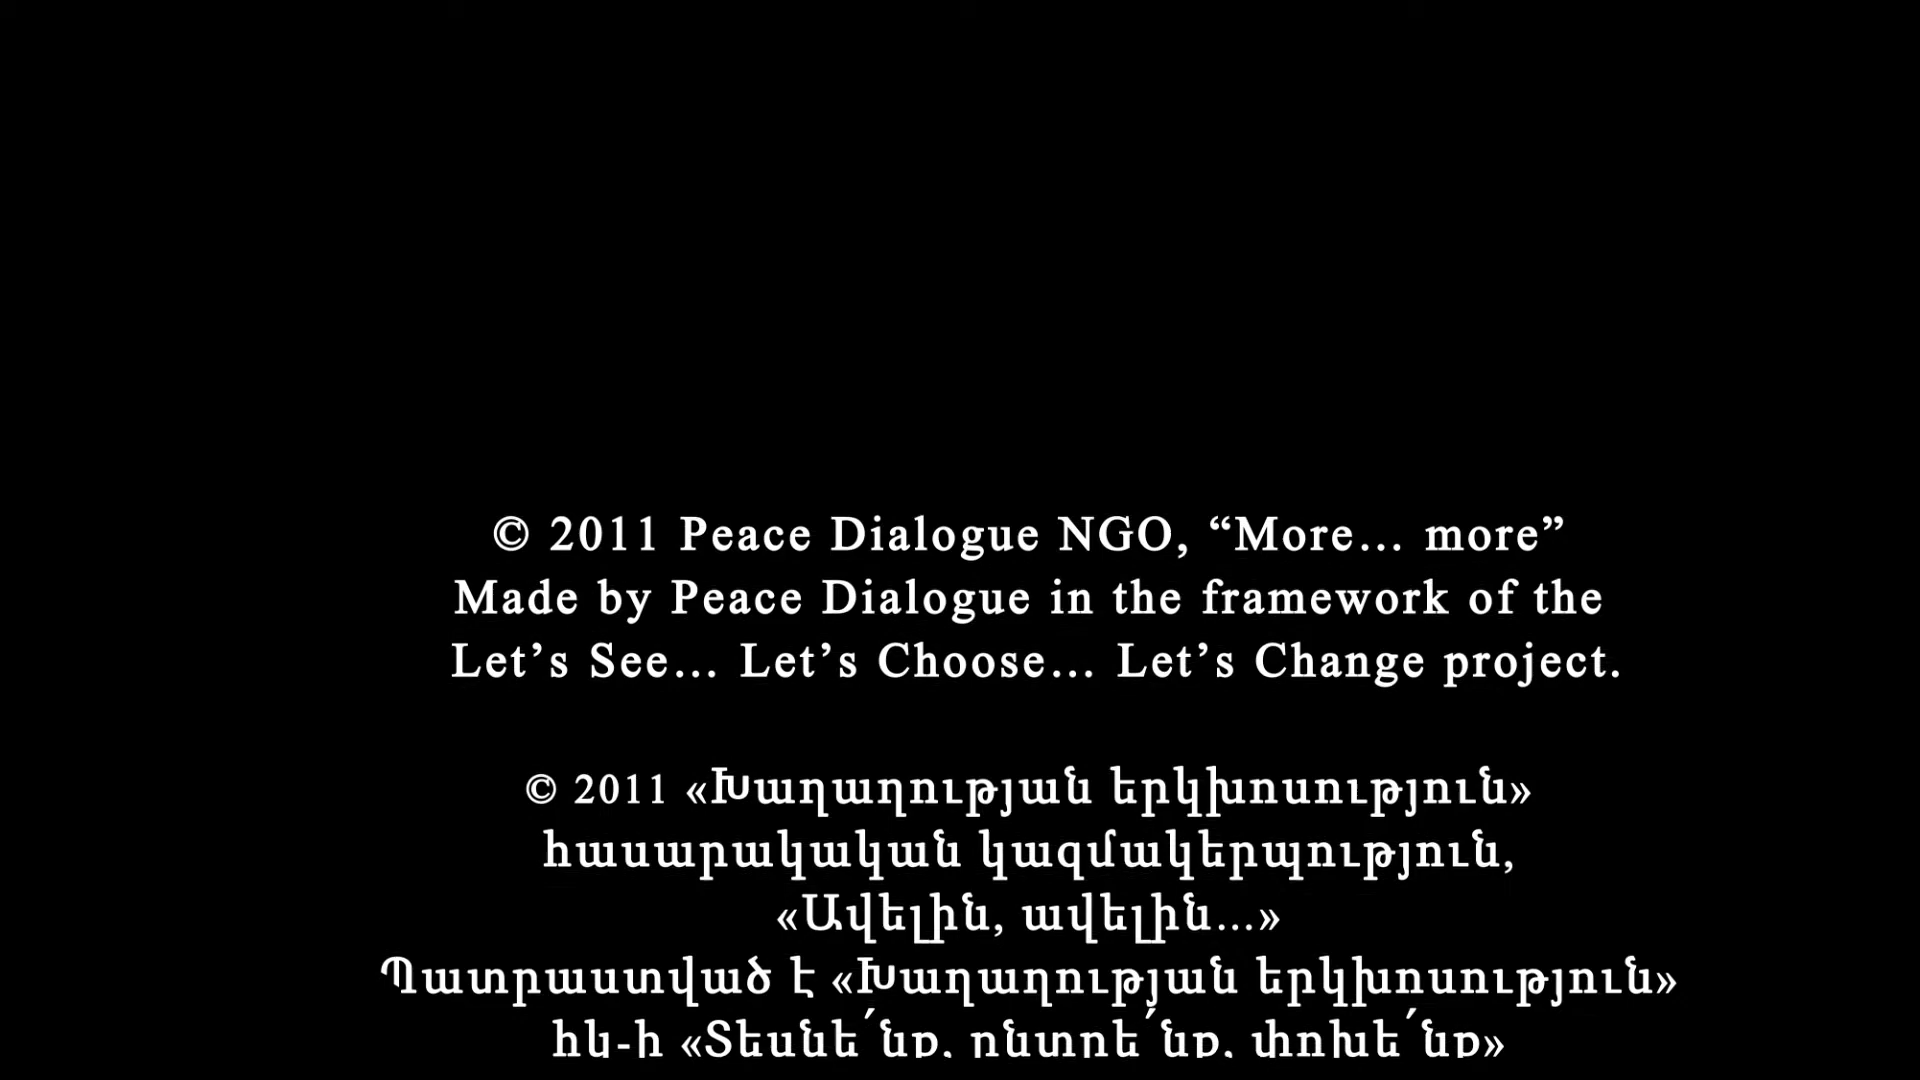 © 2011 Peace Dialogue NGO, “More… more”
Made by Peace Dialogue in the framework of the
Let’s See… Let’s Choose… Let’s Change project.
© 2011 «Խաղաղության երկխոսություն»
հասարակական կազմակերպություն,
«Ավելին, ավելին…»
Պատրաստված է «Խաղաղության երկխոսություն»
հկ-ի «Տեսնե՛նք, ընտրե՛նք, փոխե՛նք»